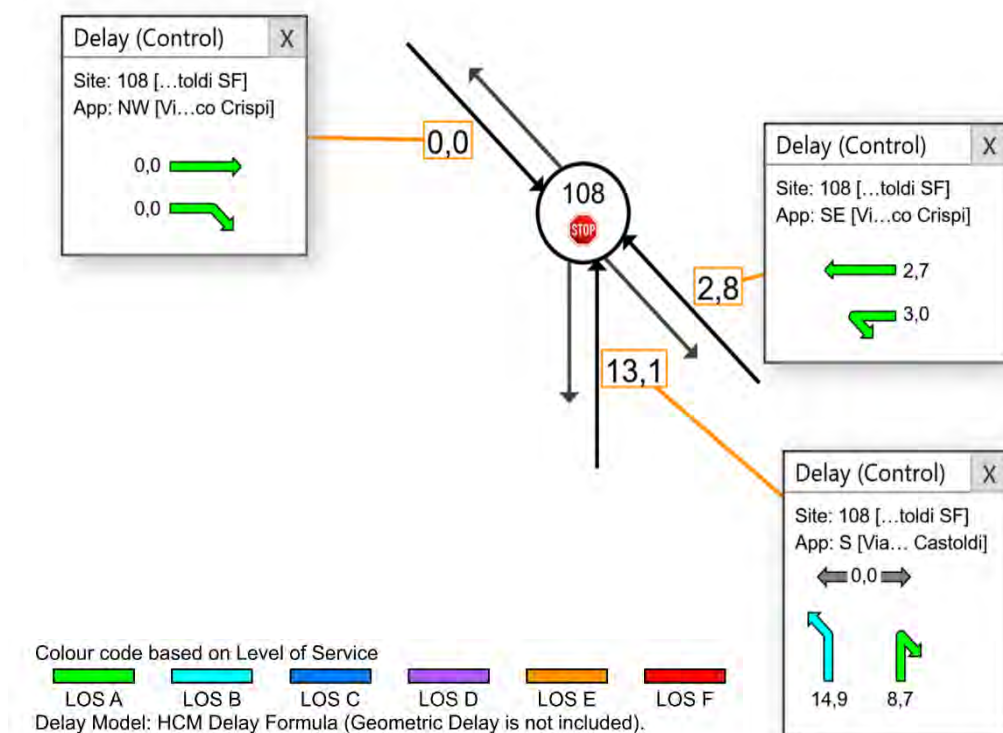 Delay (Control) X
Site: 108 [...toldi SF]
App: NW [Vi...co Crispi]
0,0
0,0
0,0
108
STOP
Delay (Control) X
Site: 108 [...toldi SF]
App: SE [Vi...co Crispi]
2,7
3,0
2,8
13,1
Delay (Control) X
Site: 108 [...toldi SF]
App: S [Via... Castoldi]
0,0
14,9 8,7
Colour code based on Level of Service
LOS A LOS B LOS C LOS D LOS E LOS F
Delay Model: HCM Delay Formula (Geometric Delay is not included).